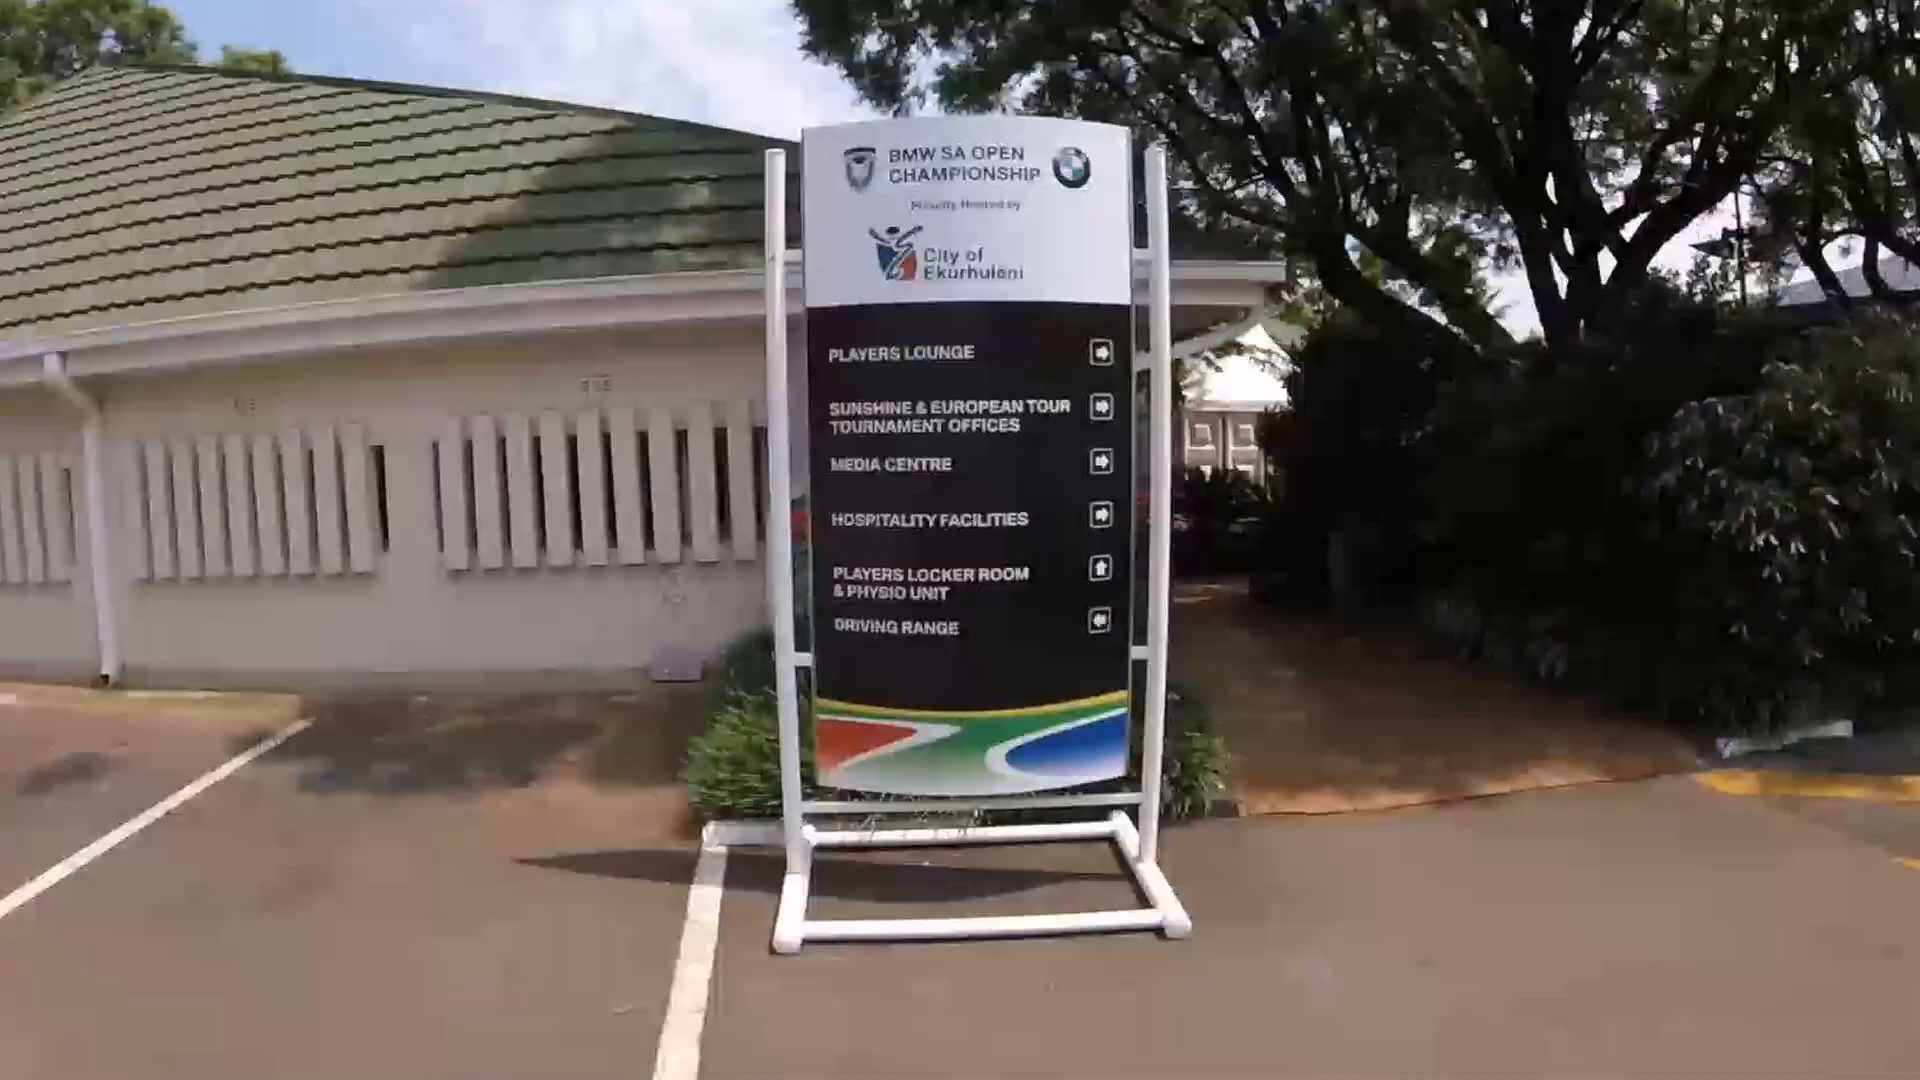 BMW SA OPEN
CHAMPIONSHIP
Proudly Hosted by
City of
Ekurhuleni
PLAYERS LOUNGE
SUNSHINE & EUROPEAN TOUR
TOURNAMENT OFFICES
MEDIA CENTRE
HOSPITALITY FACILITIES
PLAYERS LOCKER ROOM
& PHYSIO UNIT
DRIVING RANGE